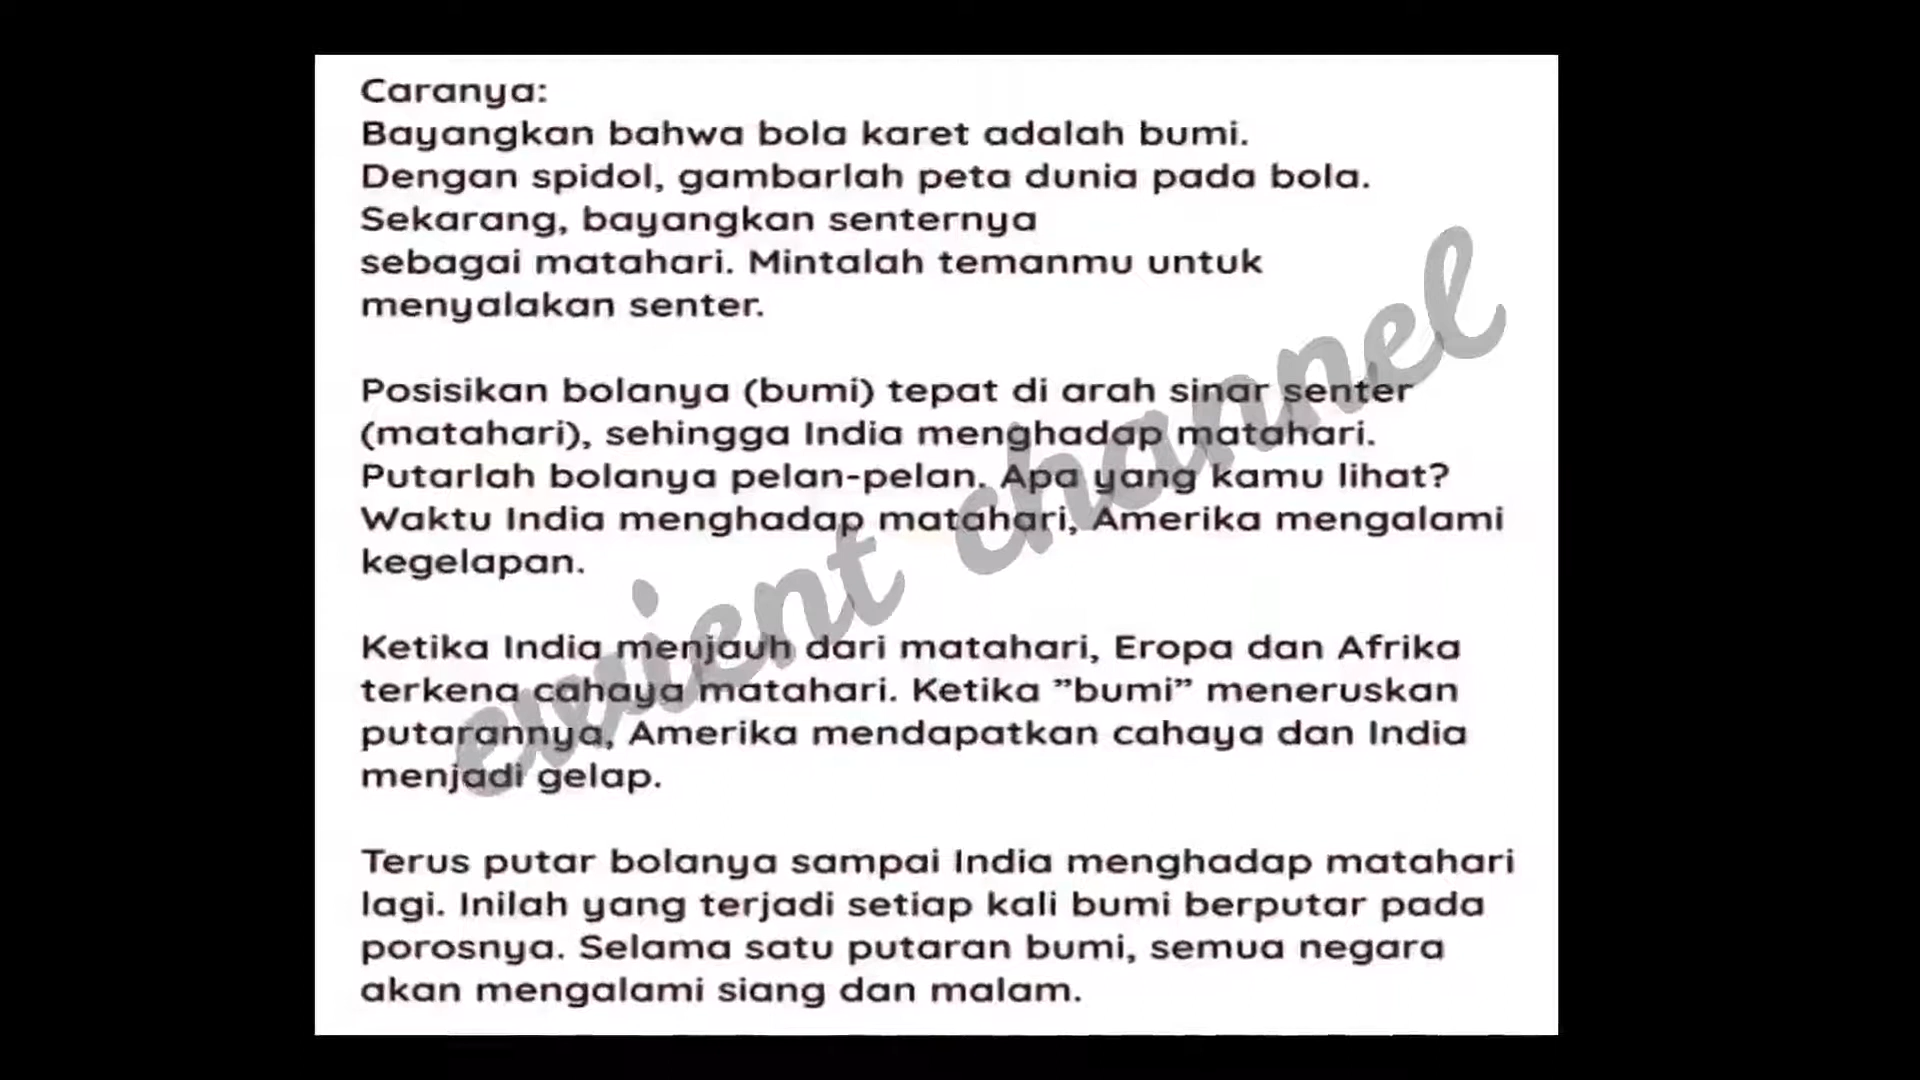 Caranya:
Bayangkan bahwa bola karet adalah bumi.
Dengan spidol, gambarlah peta dunia pada bola.
Sekarang, bayangkan senternya
sebagai matahari. Mintalah temanmu untuk
menyalakan senter.
Posisikan bolanya (bumi) tepat di arah sinar senter
(matahari), sehingga India menghadap matahari.
Putarlah bolanya pelan-pelan. Apa yang kamu lihat?
Waktu India menghadap matahari, Amerika mengalami
kegelapan.
Ketika India menjauh dari matahari, Eropa dan Afrika
terkena cahaya matahari. Ketika ”bumi” meneruskan
putarannya, Amerika mendapatkan cahaya dan India
menjadi gelap.
Terus putar bolanya sampai India menghadap matahari
lagi. Inilah yang terjadi setiap kali bumi berputar pada
porosnya. Selama satu putaran bumi, semua negara
akan mengalami siang dan malam.
channel